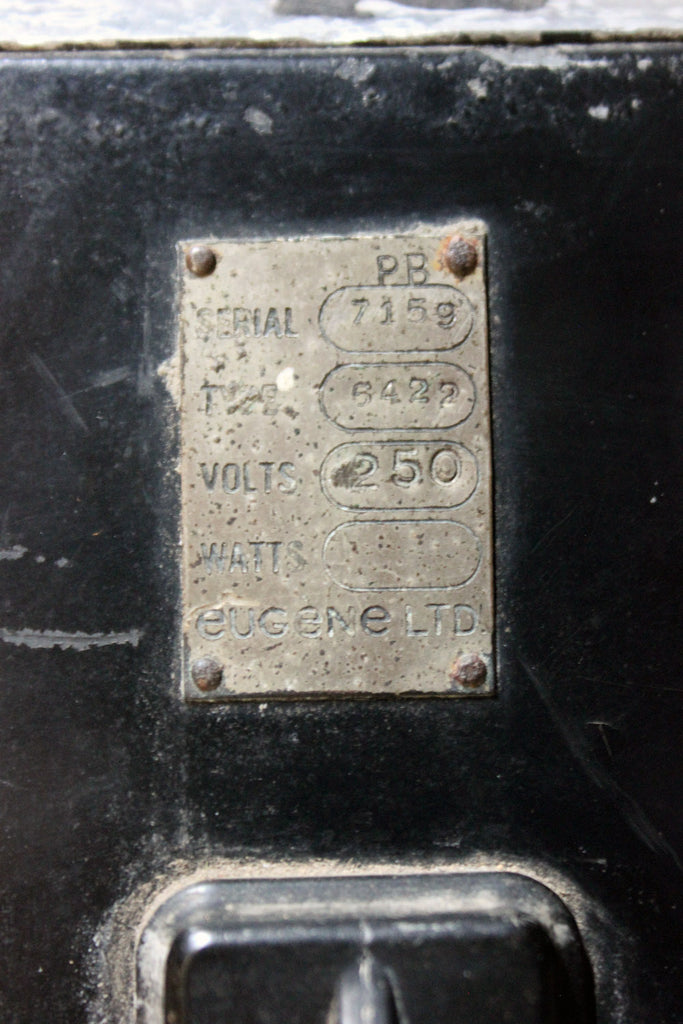 PB
SERIAL 7159
TYPE 6422
VOLTS 250
WATTS
eUGENe LTD